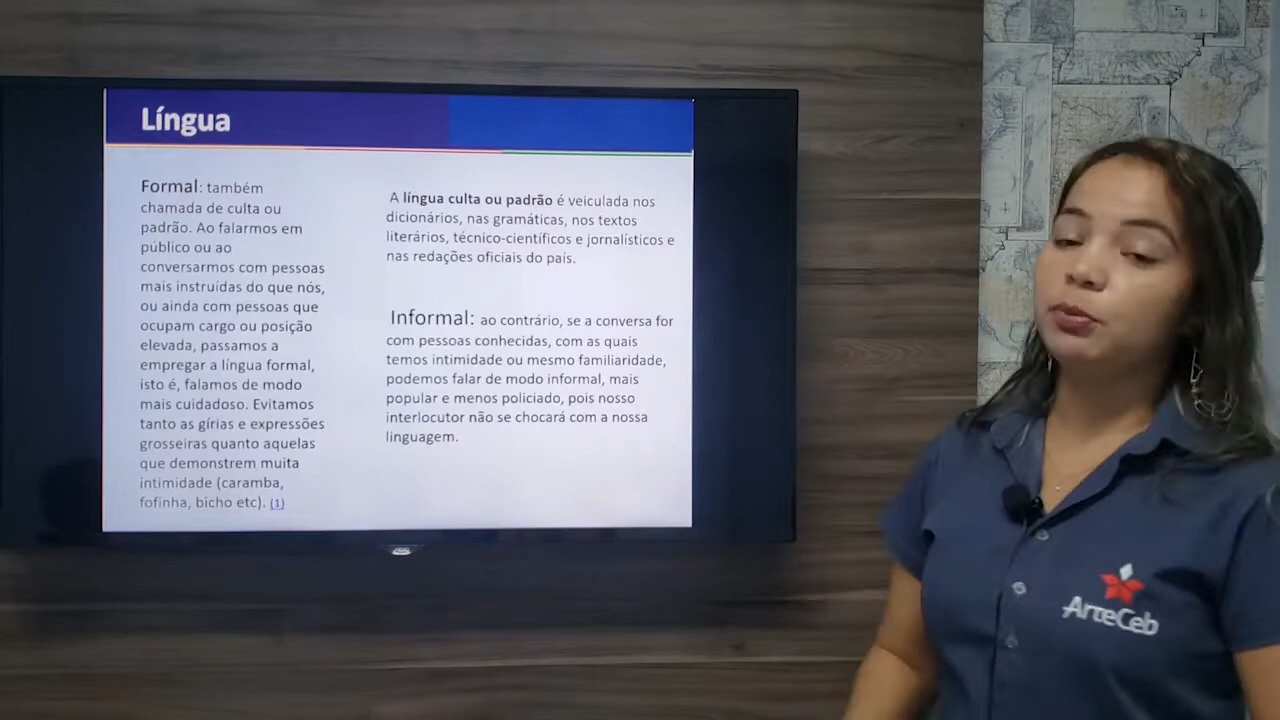 Língua
Formal: também
chamada de culta ou
padrão. Ao falarmos em
público ou ao
conversarmos com pessoas
mais instruídas do que nós,
ou ainda com pessoas que
ocupam cargo ou posição
elevada, passamos a
empregar a língua formal,
isto é, falamos de modo
mais cuidadoso. Evitamos
tanto as gírias e expressões
grosseiras quanto aquelas
que demonstrem muita
intimidade (caramba,
fofinha, bicho etc). (1)
A língua culta ou padrão é veiculada nos
dicionários, nas gramáticas, nos textos
literários, técnico-científicos e jornalísticos e
nas redações oficiais do país.
Informal: ao contrário, se a conversa for
com pessoas conhecidas, com as quais
temos intimidade ou mesmo familiaridade,
podemos falar de modo informal, mais
popular e menos policiado, pois nosso
interlocutor não se chocará com a nossa
linguagem.
ArteCeb